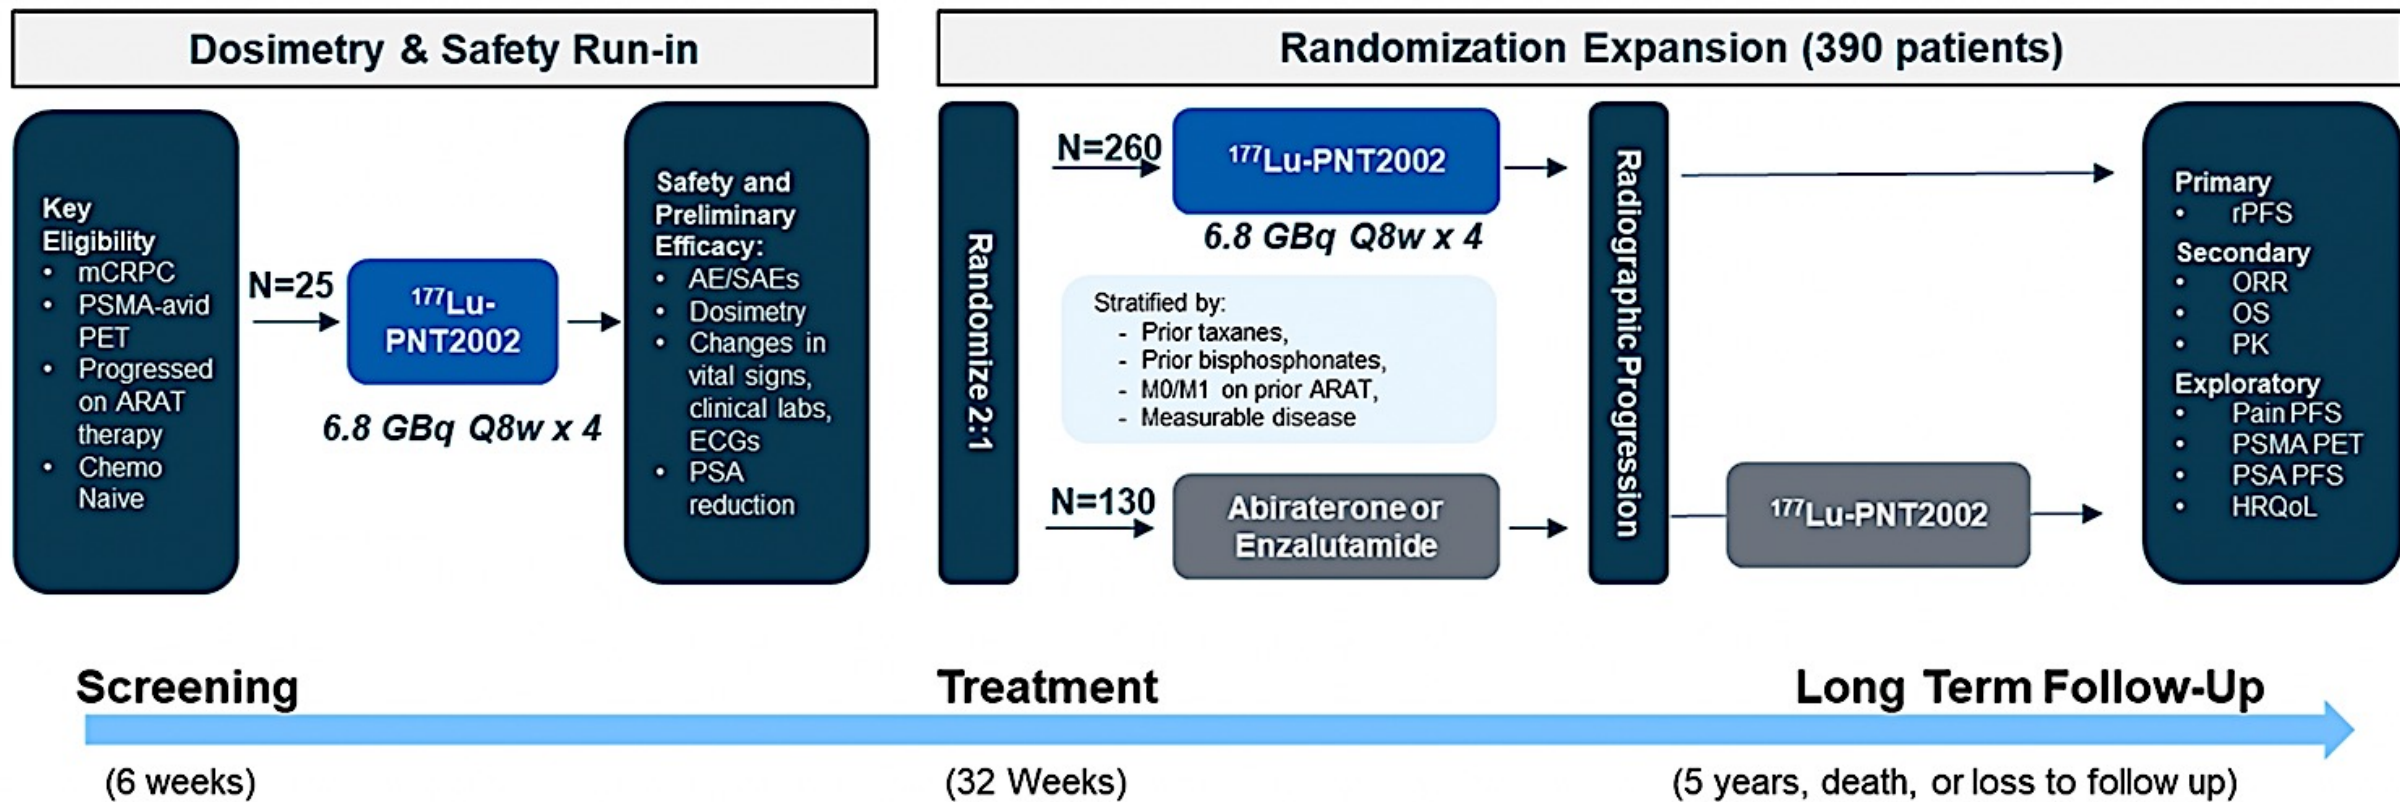 Dosimetry & Safety Run-in
Key
Eligibility
• mCRPC
• PSMA-avid
PET
• Progressed
on ARAT
therapy
• Chemo
Naive
N=25
¹⁷⁷Lu-
PNT2002
6.8 GBq Q8w x 4
Safety and
Preliminary
Efficacy:
• AE/SAEs
• Dosimetry
• Changes in
vital signs,
clinical labs,
ECGs
• PSA
reduction
Randomization Expansion (390 patients)
Randomize 2:1
N=260
¹⁷⁷Lu-PNT2002
6.8 GBq Q8w x 4
Stratified by:
- Prior taxanes,
- Prior bisphosphonates,
- M0/M1 on prior ARAT,
- Measurable disease
N=130
Abiraterone or
Enzalutamide
Radiographic Progression
¹⁷⁷Lu-PNT2002
Primary
• rPFS
Secondary
• ORR
• OS
• PK
Exploratory
• Pain PFS
• PSMA PET
• PSA PFS
• HRQoL
Screening
Treatment
Long Term Follow-Up
(6 weeks)
(32 Weeks)
(5 years, death, or loss to follow up)